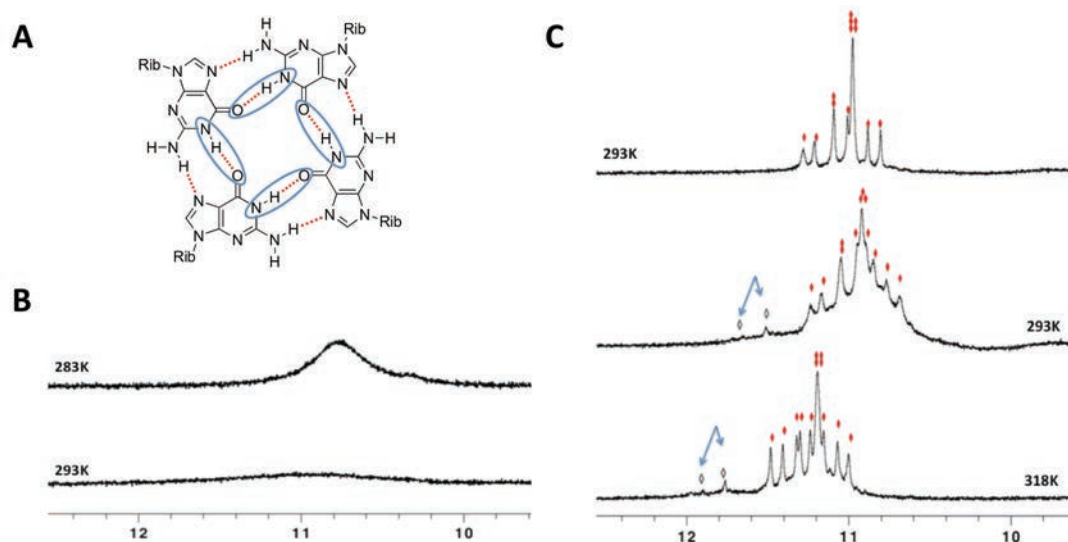 A
H
Rib
H N N N
Rib N N H N N
N O H O
N H N H
N H H N N
H H O O N
N N H N
N N N H Rib
Rib H
B
283K
293K
12 11 10
C
293K
293K
318K
12 11 10